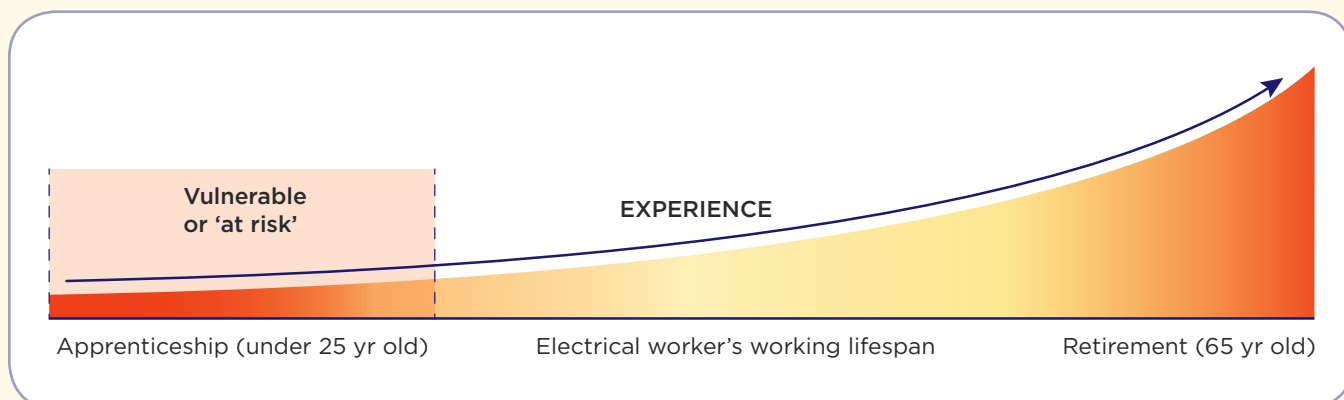 Vulnerable
or ‘at risk’
EXPERIENCE
Apprenticeship (under 25 yr old)
Electrical worker’s working lifespan
Retirement (65 yr old)